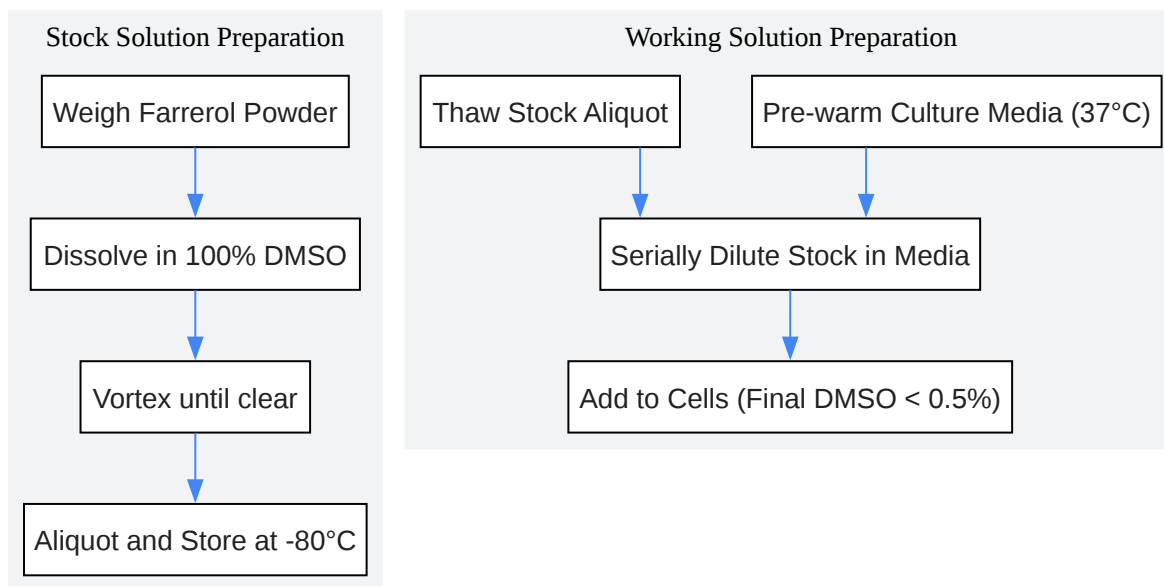 Stock Solution Preparation
Weigh Farrerol Powder
Dissolve in 100% DMSO
Vortex until clear
Aliquot and Store at -80°C
Working Solution Preparation
Thaw Stock Aliquot
Pre-warm Culture Media (37°C)
Serially Dilute Stock in Media
Add to Cells (Final DMSO < 0.5%)